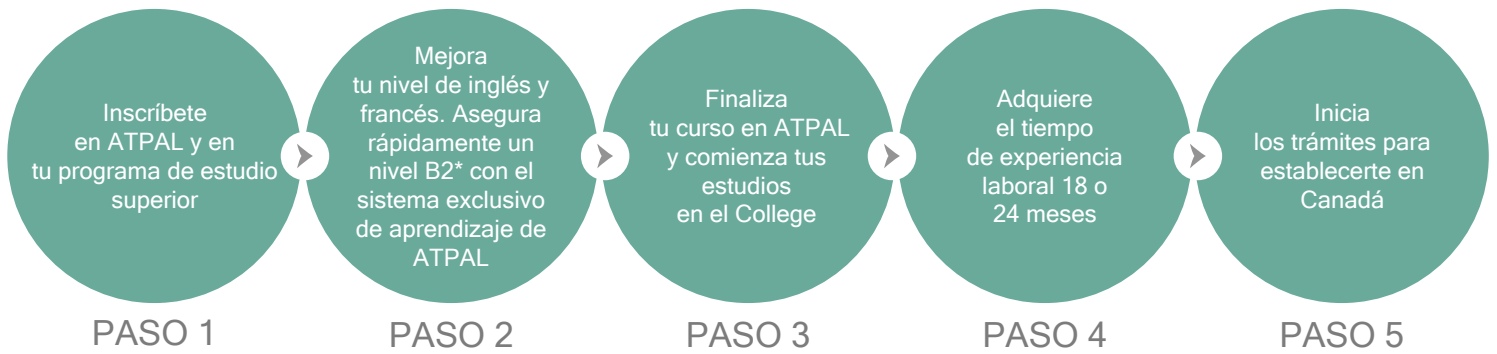 Inscríbete
en ATPAL y en
tu programa de estudio
superior
Mejora
tu nivel de inglés y
francés. Asegura
rápidamente un
nivel B2* con el
sistema exclusivo
de aprendizaje de
ATPAL
Finaliza
tu curso en ATPAL
y comienza tus
estudios
en el College
Adquiere
el tiempo
de experiencia
laboral 18 o
24 meses
Inicia
los trámites para
establecerte en
Canadá
PASO 1
PASO 2
PASO 3
PASO 4
PASO 5